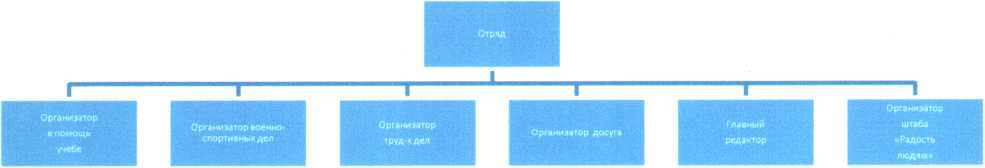 Отряд
Организатор
в помощь
учебе
Организатор военно-
спортивных дел
Организатор
труд-х дел
Организатор досуга
Главный
редактор
Организатор
штаба
«Радость
людям»